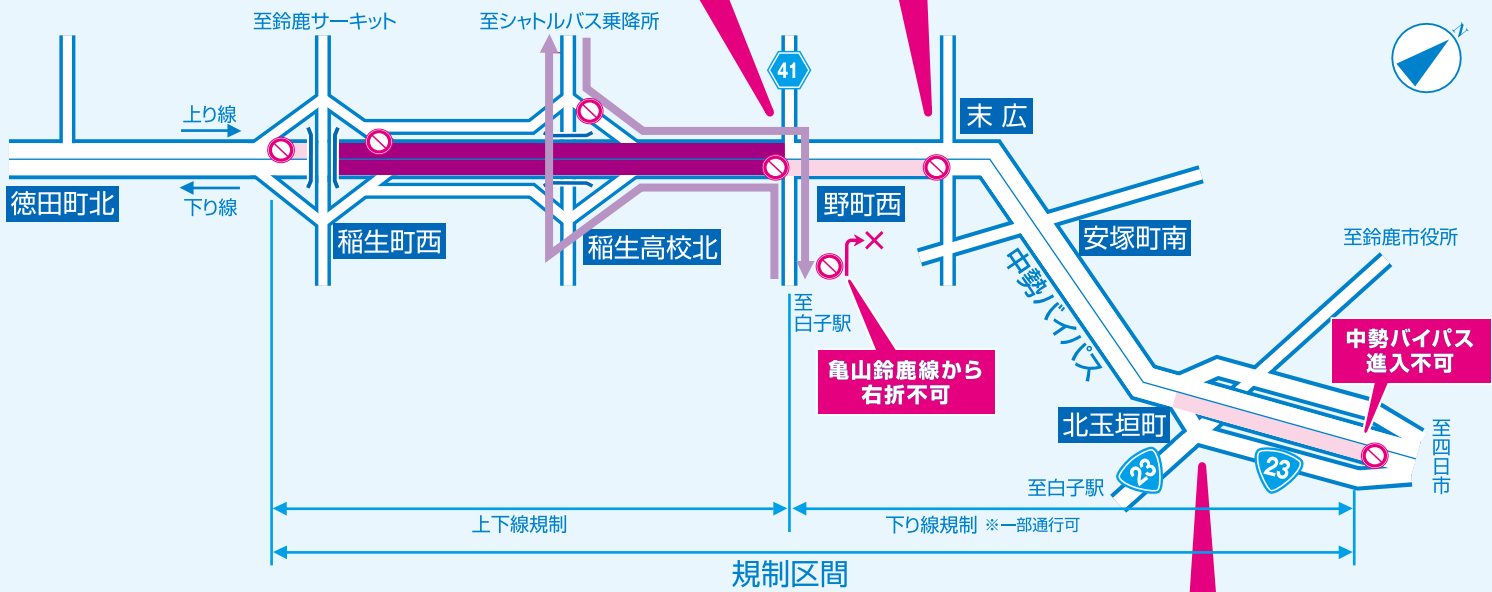 至鈴鹿サーキット
至シャトルバス乗降所
41
N
末広
上り線
下り線
徳田町北
稲生町西
稲生高校北
野町西
安塚町南
至鈴鹿市役所
中勢バイパス
至
白子駅
亀山鈴鹿線から
右折不可
中勢バイパス
進入不可
北玉垣町
至四日市
23
23
至白子駅
上下線規制
下り線規制 ※一部通行可
規制区間